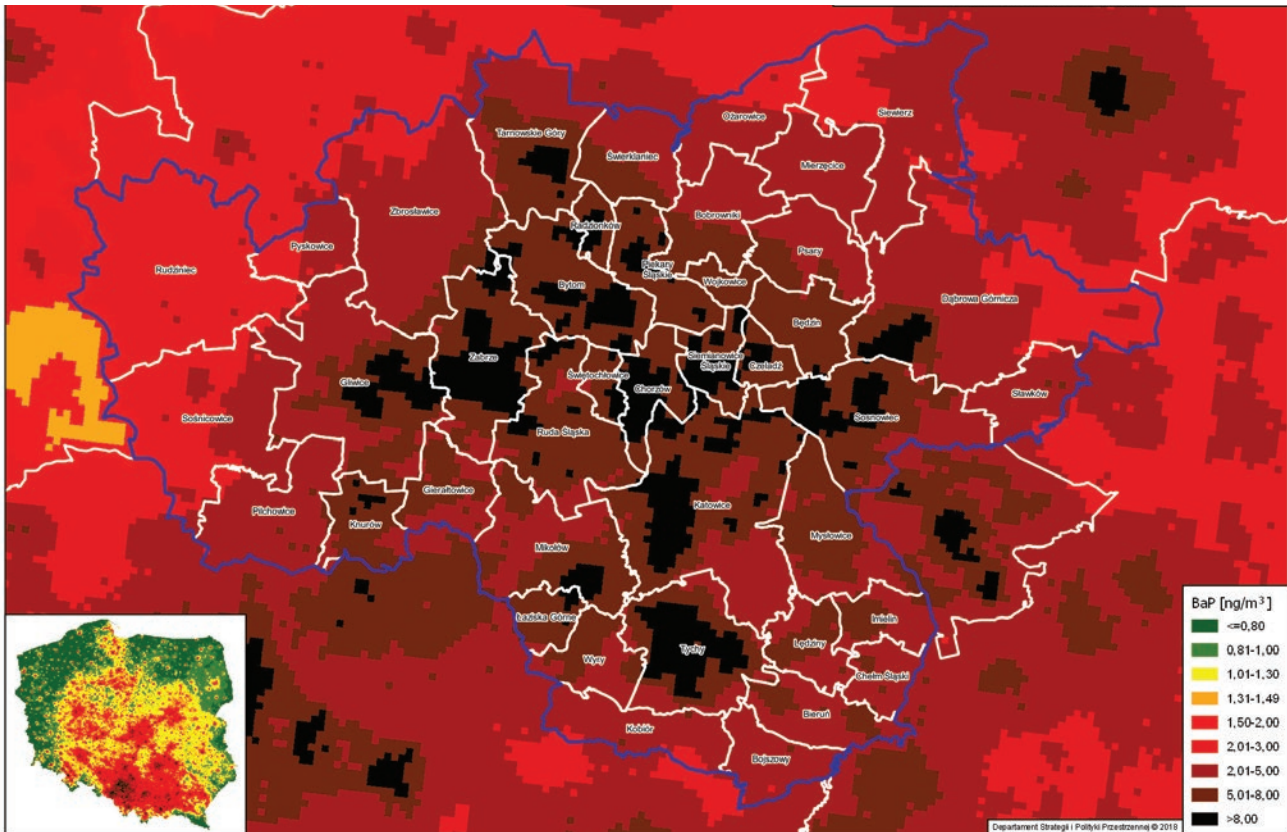 Tarnowskie Góry
Świerklaniec
Ożarowice
Siewierz
Mierzęcice
Zbrosławice
Radzionków
Bobrowniki
Pyskowice
Psary
Rudziniec
Piekary
Śląskie
Wojkowice
Bytom
Dąbrowa Górnicza
Będzin
Zabrze
Siemianowice
Śląskie
Czeladź
Świętochłowice
Gliwice
Chorzów
Sławków
Sośnicowice
Sosnowiec
Ruda Śląska
Gierałtowice
Katowice
Pilchowice
Knurów
Mysłowice
Mikołów
Łaziska Górne
Imielin
Lędziny
Tychy
Wyry
Chełm Śląski
Bieruń
Kobiór
Bojszowy
BaP [ng/m³]
<=0,80
0,81-1,00
1,01-1,30
1,31-1,49
1,50-2,00
2,01-3,00
2,01-5,00
5,01-8,00
>8,00
Departament Strategii i Polityki Przestrzennej © 2018